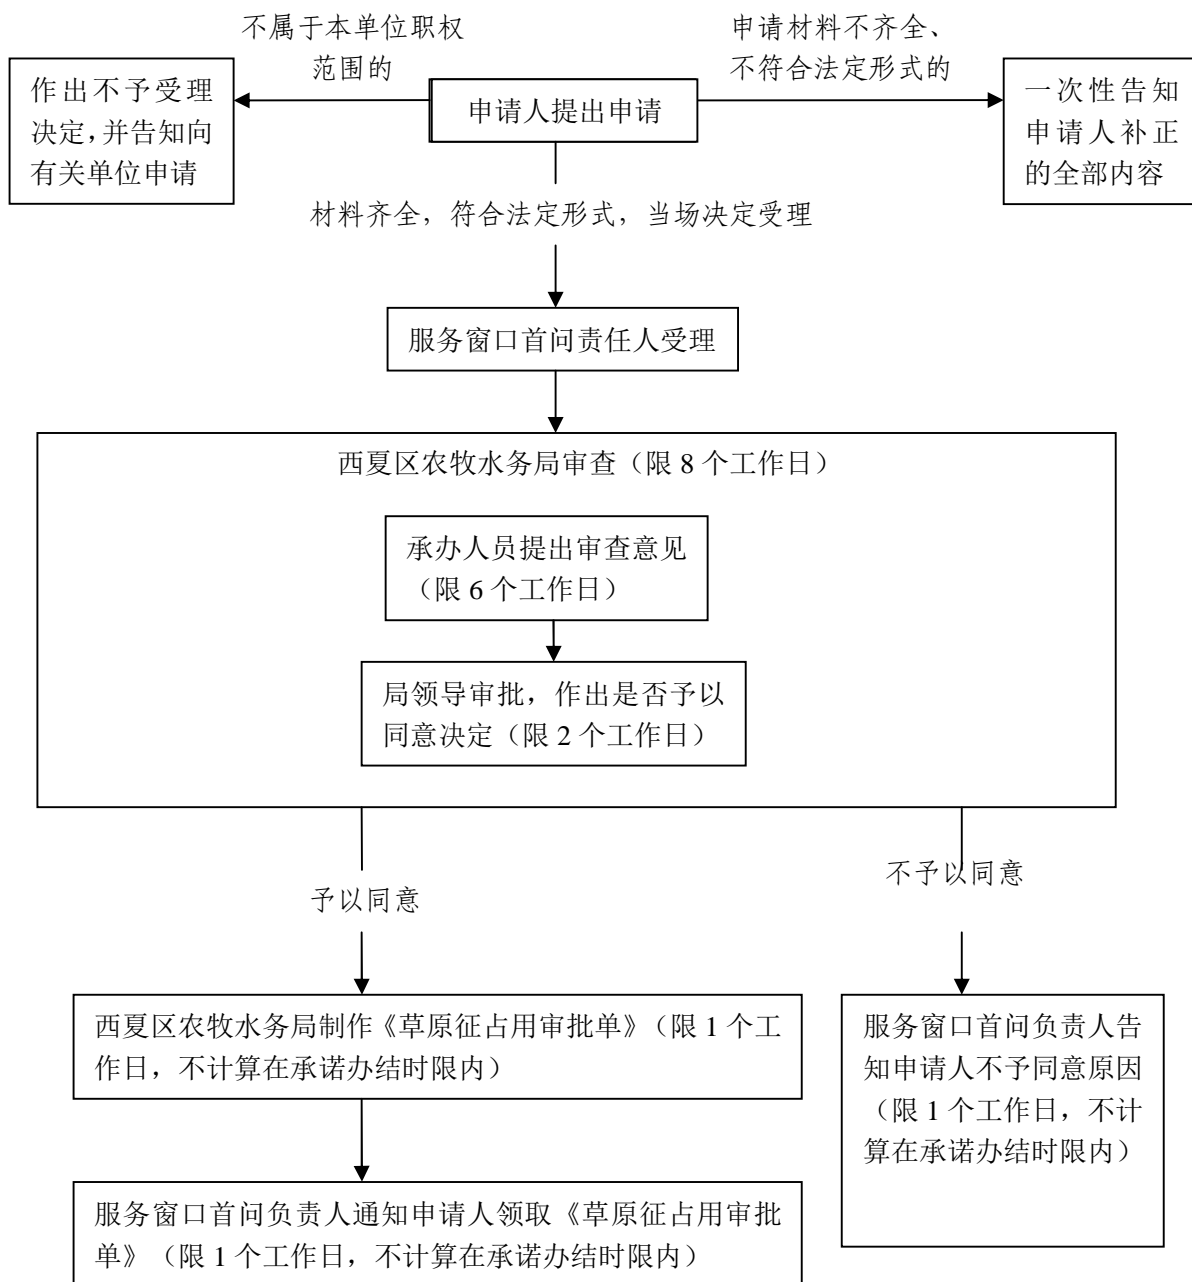 不属于本单位职权
范围的
申请材料不齐全、
不符合法定形式的
作出不予受理
决定，并告知向
有关单位申请
申请人提出申请
一次性告知
申请人补正
的全部内容
材料齐全，符合法定形式，当场决定受理
服务窗口首问责任人受理
西夏区农牧水务局审查（限 8 个工作日）
承办人员提出审查意见
（限 6 个工作日）
局领导审批，作出是否予以
同意决定（限 2 个工作日）
予以同意
不予以同意
西夏区农牧水务局制作《草原征占用审批单》（限 1 个工
作日，不计算在承诺办结时限内）
服务窗口首问负责人告
知申请人不予同意原因
（限 1 个工作日，不计
算在承诺办结时限内）
服务窗口首问负责人通知申请人领取《草原征占用审批
单》（限 1 个工作日，不计算在承诺办结时限内）